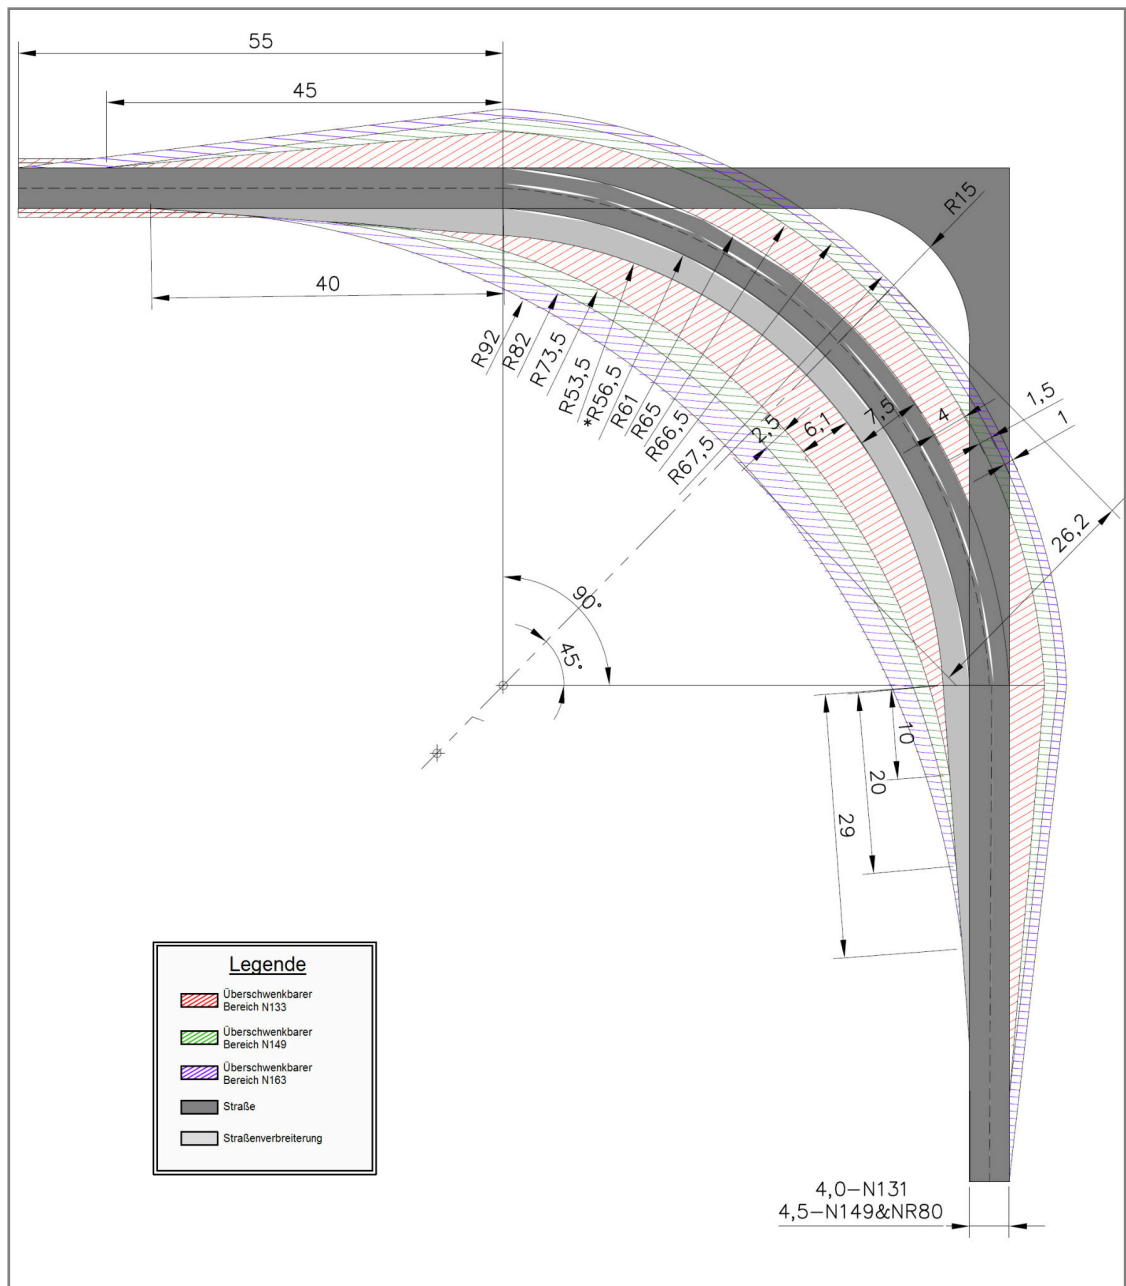 55
45
40
R15
R92
R82
R73,5
R53,5
*R56,5
R61
R65
R66,5
R67,5
2,5
6,1
7,5
4
1,5
1
26,2
90°
45°
10
20
29
Legende
Überschwenkbarer
Bereich N133
Überschwenkbarer
Bereich N149
Überschwenkbarer
Bereich N163
Straße
Straßenverbreiterung
4,0-N131
4,5-N149&NR80